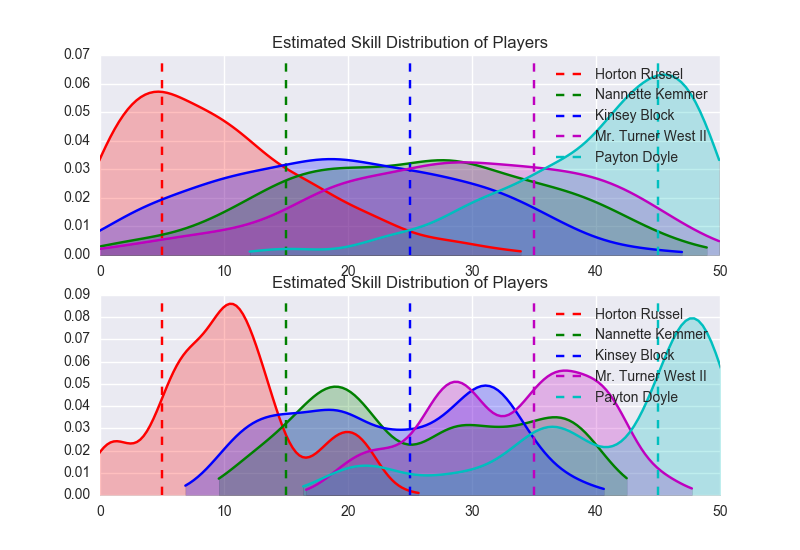 Estimated Skill Distribution of Players
0.07
0.06
0.05
0.04
0.03
0.02
0.01
0.00
Horton Russel
Nannette Kemmer
Kinsey Block
Mr. Turner West II
Payton Doyle
0 10 20 30 40 50
Estimated Skill Distribution of Players
0.09
0.08
0.07
0.06
0.05
0.04
0.03
0.02
0.01
0.00
Horton Russel
Nannette Kemmer
Kinsey Block
Mr. Turner West II
Payton Doyle
0 10 20 30 40 50